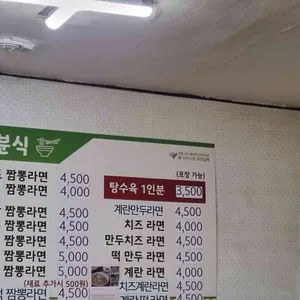 분식
짬뽕라면 4,500
짬뽕라면 4,000
짬뽕라면 4,500
짬뽕라면 4,500
짬뽕라면 5,000
짬뽕라면 5,000
(재료 추가시 500원)
짬뽕라면 4,500
(포장 가능)
탕수육 1인분 3,500
계란만두라면 4,500
치즈 라면 4,000
만두치즈 라면 4,500
떡 만두 라면 4,500
계란 라면 4,000
치즈계란라면 4,500
계란떡라면 4,500